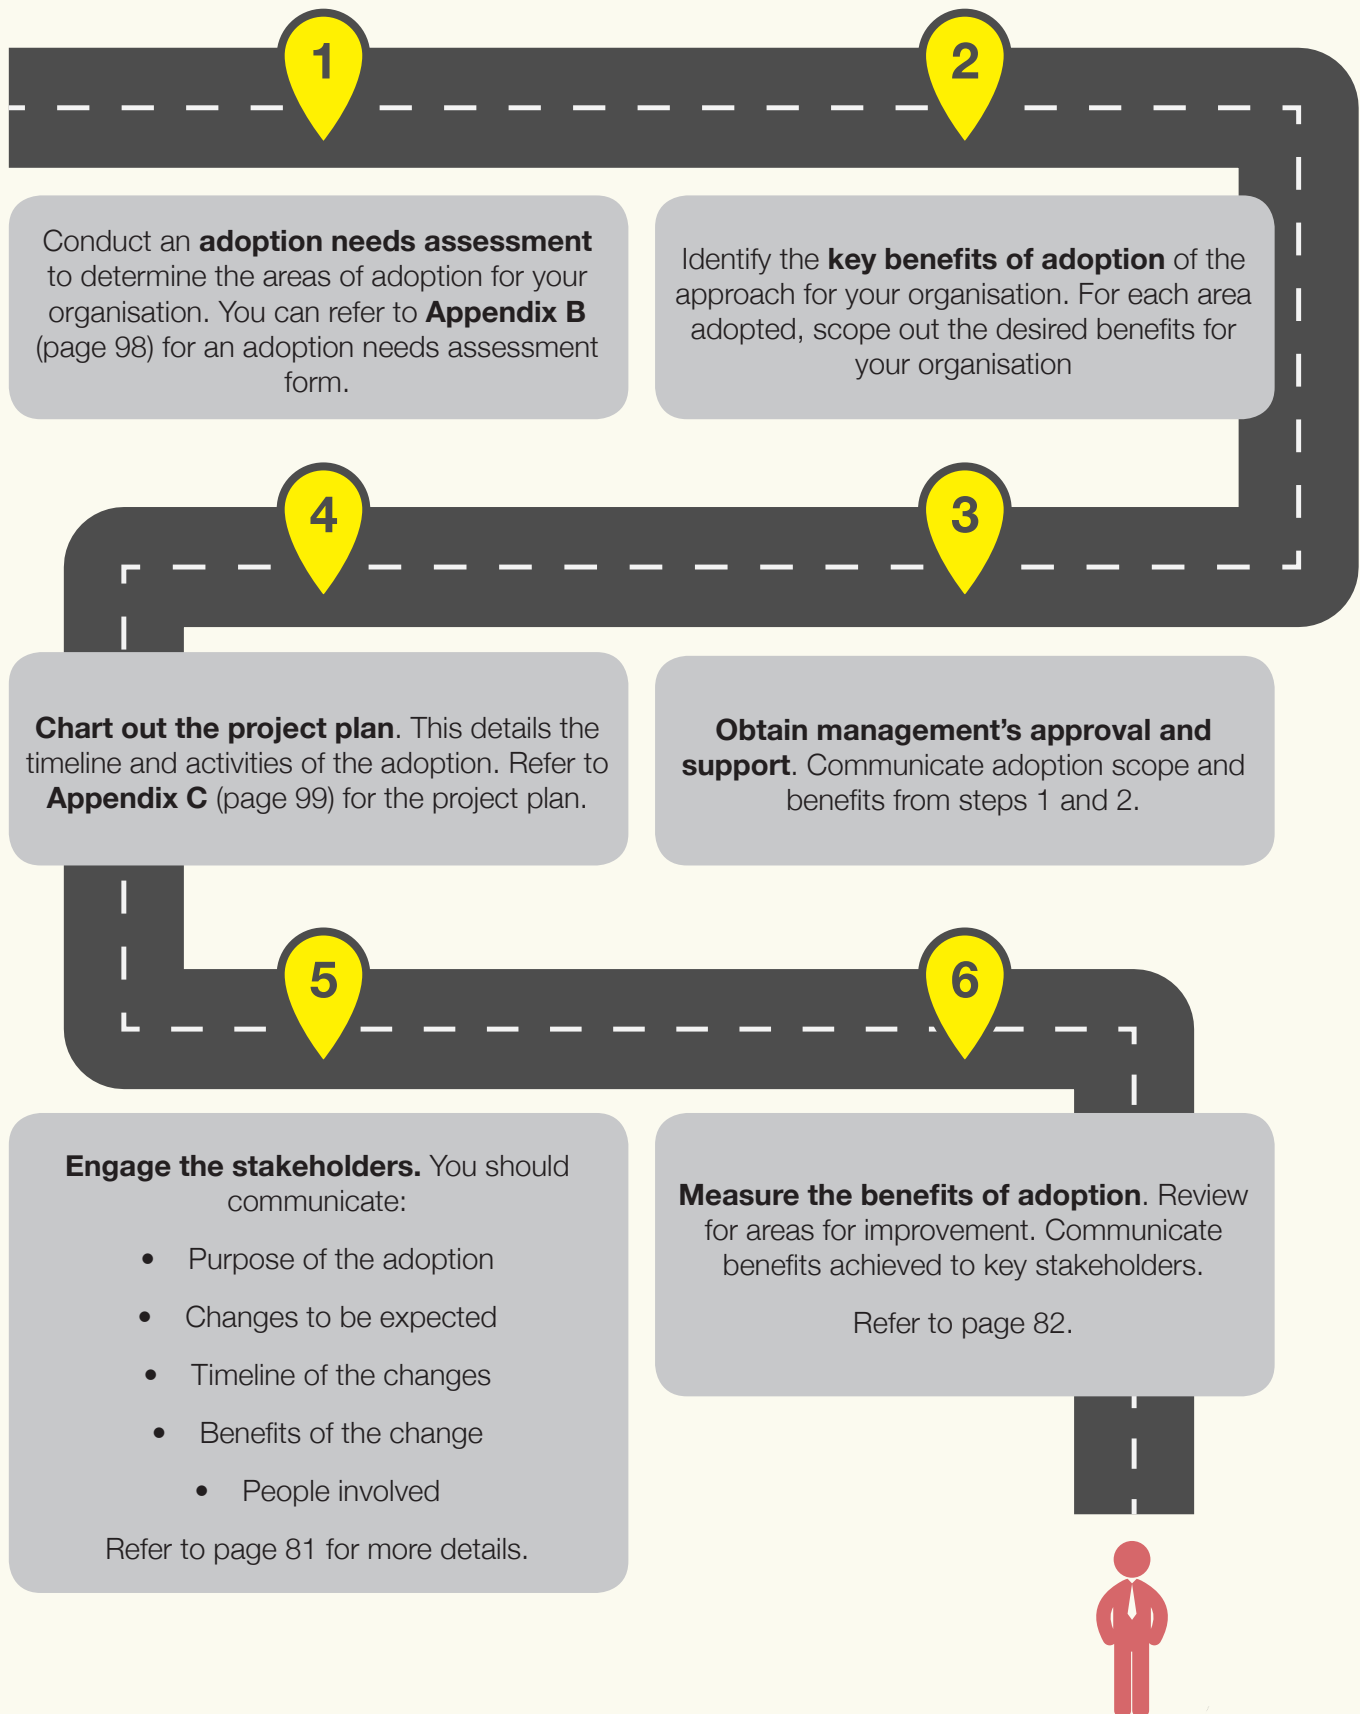 1
Conduct an adoption needs assessment
to determine the areas of adoption for your
organisation. You can refer to Appendix B
(page 98) for an adoption needs assessment
form.
2
Identify the key benefits of adoption of the
approach for your organisation. For each area
adopted, scope out the desired benefits for
your organisation
3
Obtain management’s approval and
support. Communicate adoption scope and
benefits from steps 1 and 2.
4
Chart out the project plan. This details the
timeline and activities of the adoption. Refer to
Appendix C (page 99) for the project plan.
5
Engage the stakeholders. You should
communicate:
• Purpose of the adoption
• Changes to be expected
• Timeline of the changes
• Benefits of the change
• People involved
Refer to page 81 for more details.
6
Measure the benefits of adoption. Review
for areas for improvement. Communicate
benefits achieved to key stakeholders.
Refer to page 82.